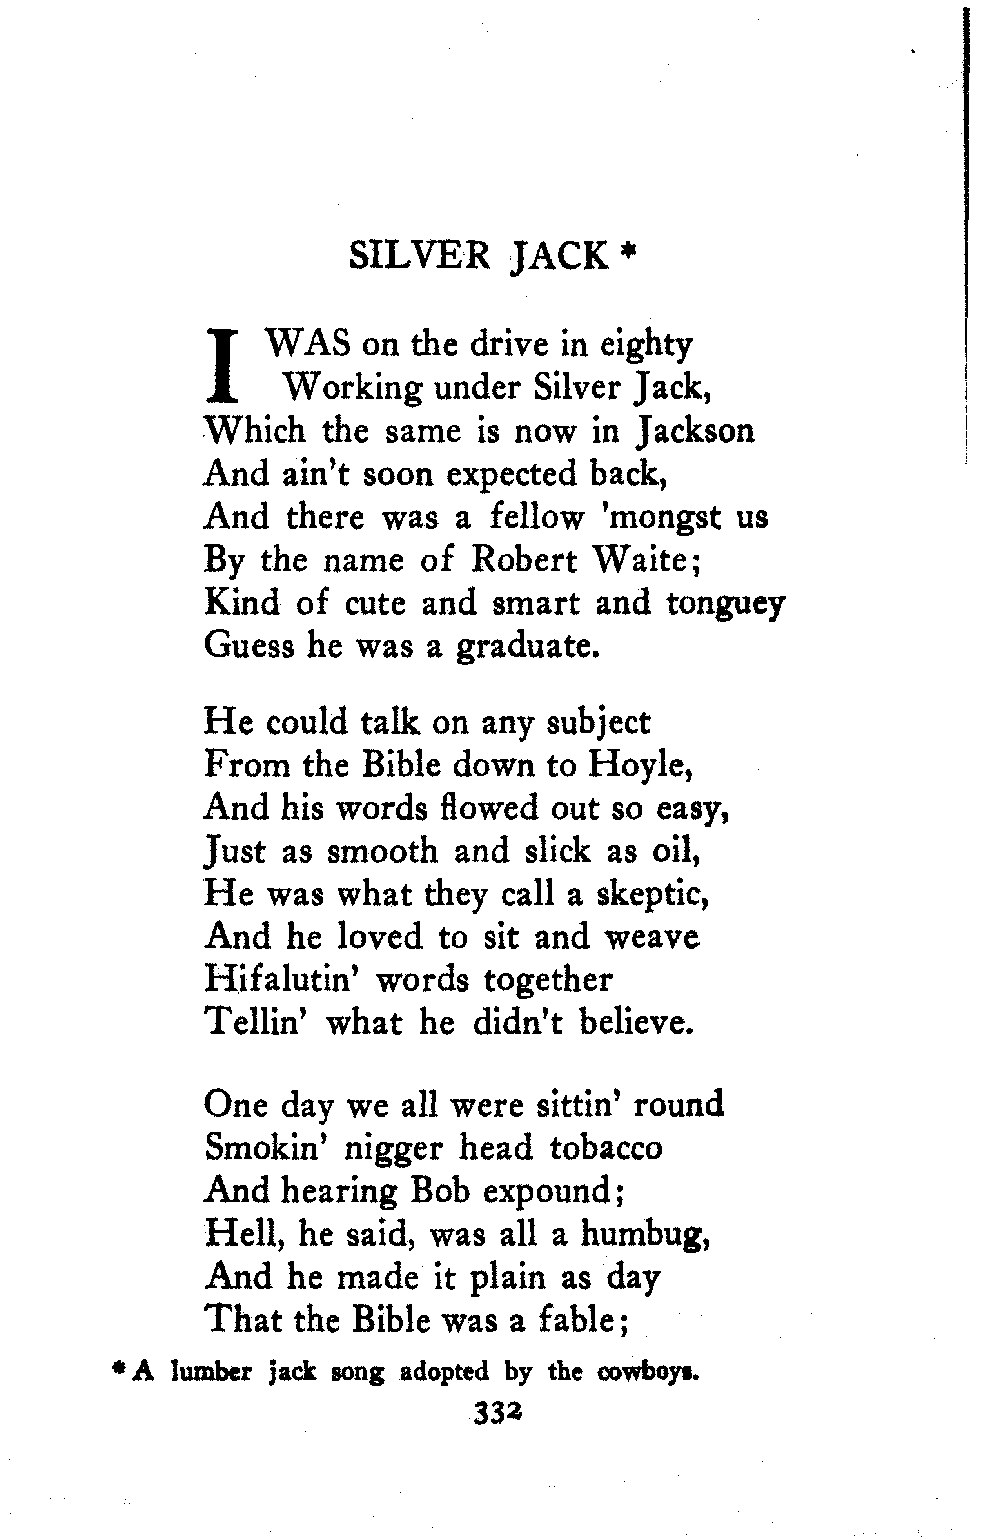 SILVER JACK *
I WAS on the drive in eighty
Working under Silver Jack,
Which the same is now in Jackson
And ain't soon expected back,
And there was a fellow 'mongst us
By the name of Robert Waite;
Kind of cute and smart and tonguey
Guess he was a graduate.
He could talk on any subject
From the Bible down to Hoyle,
And his words flowed out so easy,
Just as smooth and slick as oil,
He was what they call a skeptic,
And he loved to sit and weave
Hifalutin' words together
Tellin' what he didn't believe.
One day we all were sittin' round
Smokin' nigger head tobacco
And hearing Bob expound;
Hell, he said, was all a humbug,
And he made it plain as day
That the Bible was a fable;
* A lumber jack song adopted by the cowboys.
332